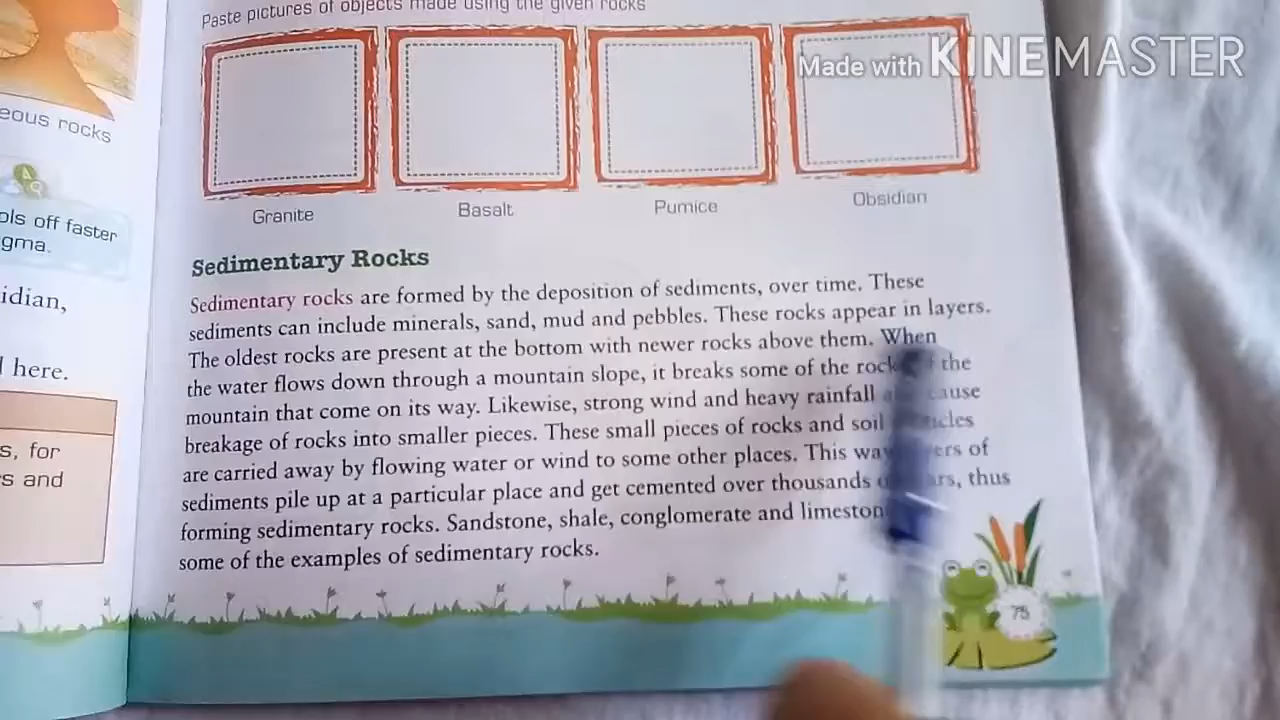 Paste pictures of objects made using the given rocks
Made with KINEMASTER
eous rocks
Granite
Basalt
Pumice
Obsidian
ols off faster
gma.
Sedimentary Rocks
idian,
Sedimentary rocks are formed by the deposition of sediments, over time. These
sediments can include minerals, sand, mud and pebbles. These rocks appear in layers.
The oldest rocks are present at the bottom with newer rocks above them. When
the water flows down through a mountain slope, it breaks some of the the
mountain that come on its way. Likewise, strong wind and heavy rainfall cause
breakage of rocks into smaller pieces. These small pieces of rocks and soil
are carried away by flowing water or wind to some other places. This way of
sediments pile up at a particular place and get cemented over thousands thus
forming sedimentary rocks. Sandstone, shale, conglomerate and
some of the examples of sedimentary rocks.
here.
s, for
s and
75